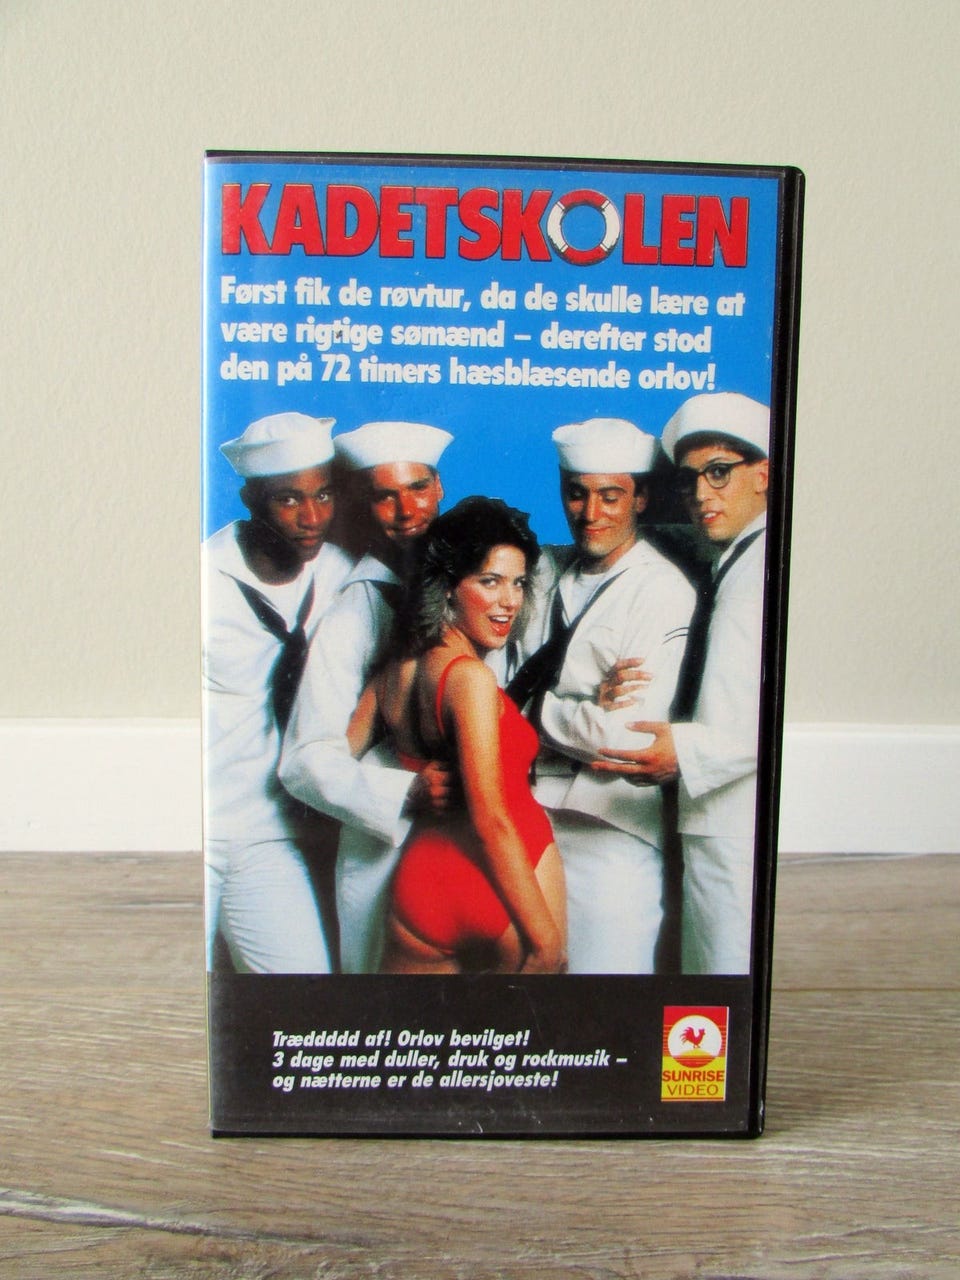 KADETSKOLEN
Først fik de røvtur, da de skulle lære at
være rigtige sømænd – derefter stod
den på 72 timers hæsblæsende orlov!
Træddddd af! Orlov bevilget!
3 dage med duller, druk og rockmusik –
og nætterne er de allersjoveste!
SUNRISE
VIDEO